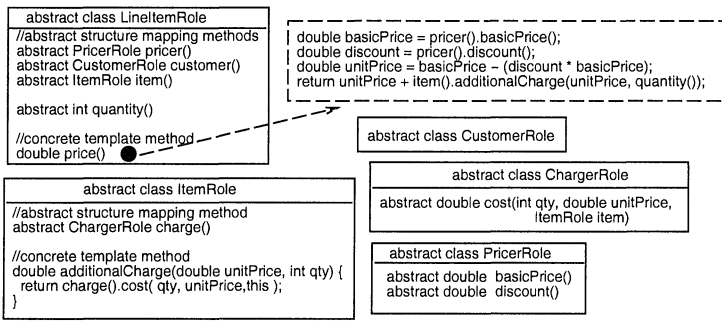 abstract class LineItemRole
//abstract structure mapping methods
abstract PricerRole pricer()
abstract CustomerRole customer()
abstract ItemRole item()
abstract int quantity()
//concrete template method
double price()
double basicPrice = pricer().basicPrice();
double discount = pricer().discount();
double unitPrice = basicPrice − (discount * basicPrice);
return unitPrice + item().additionalCharge(unitPrice, quantity());
abstract class CustomerRole
abstract class ChargerRole
abstract double cost(int qty, double unitPrice,
ItemRole item)
abstract class ItemRole
//abstract structure mapping method
abstract ChargerRole charge()
//concrete template method
double additionalCharge(double unitPrice, int qty) {
return charge().cost( qty, unitPrice,this );
}
abstract class PricerRole
abstract double basicPrice()
abstract double discount()